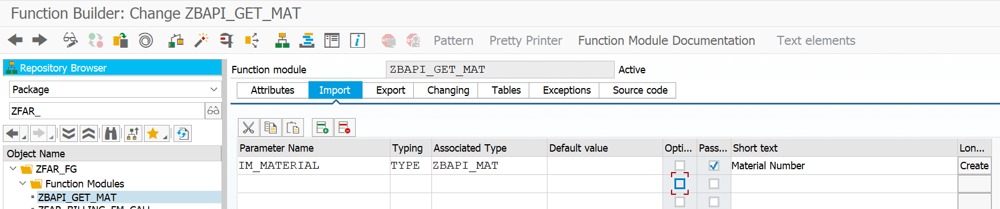 Function Builder: Change ZBAPI_GET_MAT
Pattern Pretty Printer Function Module Documentation Text elements
Repository Browser
Package
ZFAR_
Object Name
ZFAR_FG
Function Modules
ZBAPI_GET_MAT
Function module ZBAPI_GET_MAT Active
Attributes Import Export Changing Tables Exceptions Source code
Parameter Name Typing Associated Type Default value Opti... Pass... Short text Lon...
IM_MATERIAL TYPE ZBAPI_MAT Material Number Create